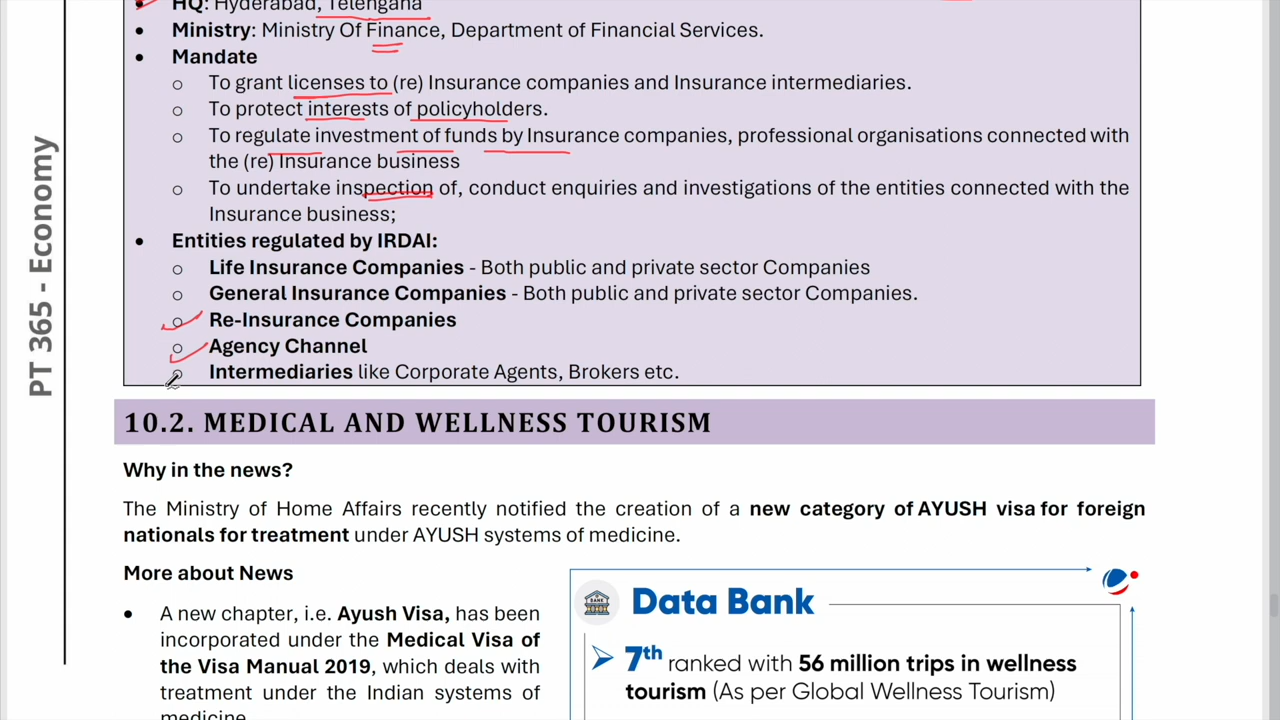 HQ: Hyderabad, Telengana
Ministry: Ministry Of Finance, Department of Financial Services.
Mandate
To grant licenses to (re) Insurance companies and Insurance intermediaries.
To protect interests of policyholders.
To regulate investment of funds by Insurance companies, professional organisations connected with
the (re) Insurance business
To undertake inspection of, conduct enquiries and investigations of the entities connected with the
Insurance business;
Entities regulated by IRDAI:
Life Insurance Companies - Both public and private sector Companies
General Insurance Companies - Both public and private sector Companies.
Re-Insurance Companies
Agency Channel
Intermediaries like Corporate Agents, Brokers etc.
PT 365 - Economy
10.2. MEDICAL AND WELLNESS TOURISM
Why in the news?
The Ministry of Home Affairs recently notified the creation of a new category of AYUSH visa for foreign
nationals for treatment under AYUSH systems of medicine.
More about News
A new chapter, i.e. Ayush Visa, has been
incorporated under the Medical Visa of
the Visa Manual 2019, which deals with
treatment under the Indian systems of
medicine
BANK
Data Bank
7th ranked with 56 million trips in wellness
tourism (As per Global Wellness Tourism)